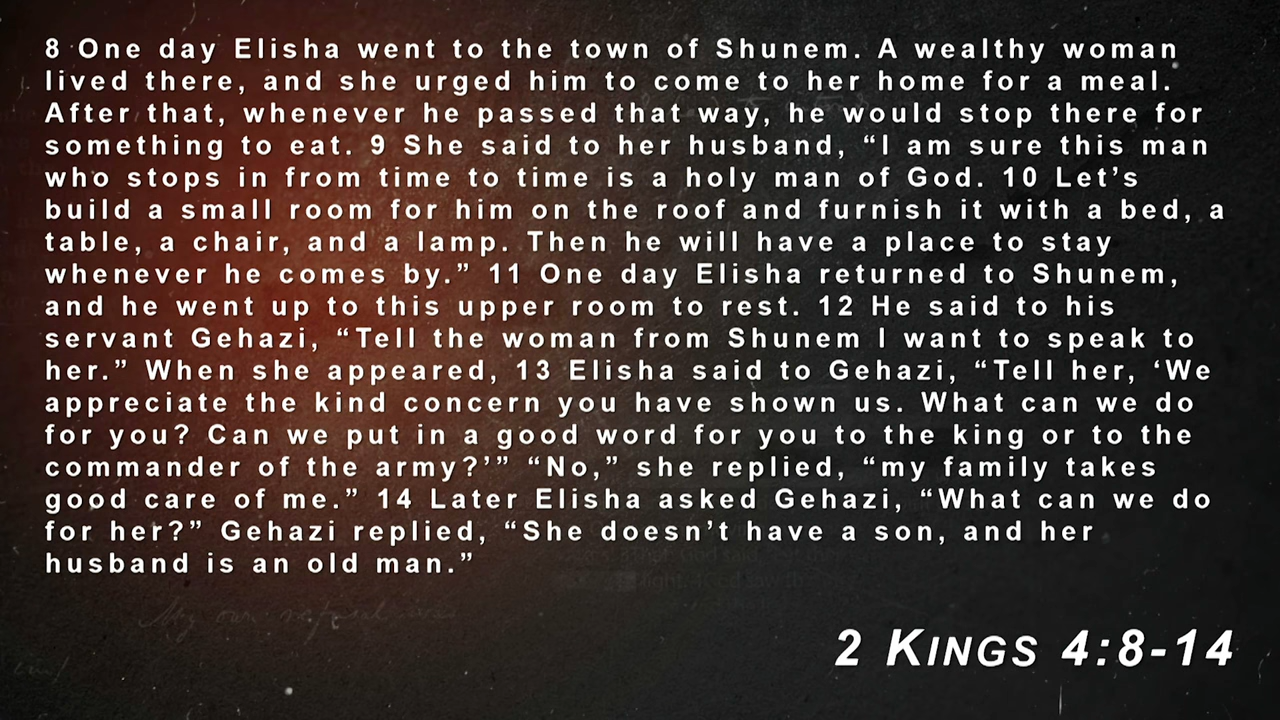 8 One day Elisha went to the town of Shunem. A wealthy woman
lived there, and she urged him to come to her home for a meal.
After that, whenever he passed that way, he would stop there for
something to eat. 9 She said to her husband, “I am sure this man
who stops in from time to time is a holy man of God. 10 Let’s
build a small room for him on the roof and furnish it with a bed, a
table, a chair, and a lamp. Then he will have a place to stay
whenever he comes by.” 11 One day Elisha returned to Shunem,
and he went up to this upper room to rest. 12 He said to his
servant Gehazi, “Tell the woman from Shunem I want to speak to
her.” When she appeared, 13 Elisha said to Gehazi, “Tell her, ‘We
appreciate the kind concern you have shown us. What can we do
for you? Can we put in a good word for you to the king or to the
commander of the army?’” “No,” she replied, “my family takes
good care of me.” 14 Later Elisha asked Gehazi, “What can we do
for her?” Gehazi replied, “She doesn’t have a son, and her
husband is an old man.”
2 KINGS 4:8-14